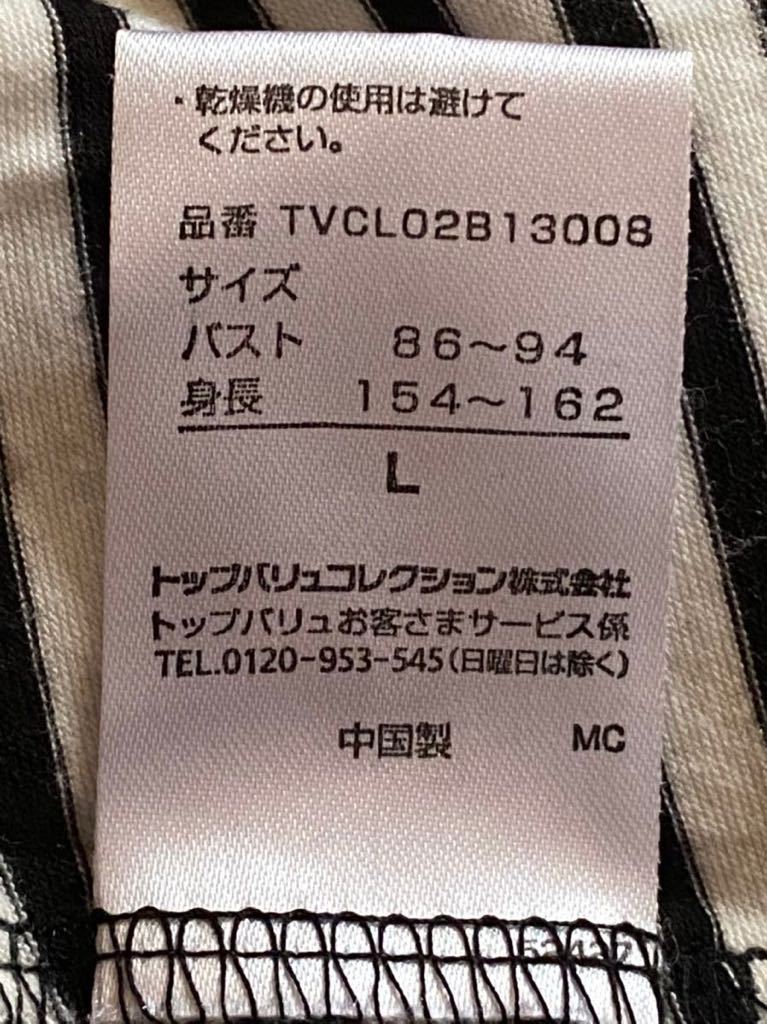 ・乾燥機の使用は避けて
ください。
品番 TVCL02B13008
サイズ
バスト 86～94
身長 154～162
L
トップバリュコレクション株式会社
トップバリュお客さまサービス係
TEL.0120-953-545(日曜日は除く)
中国製 MC